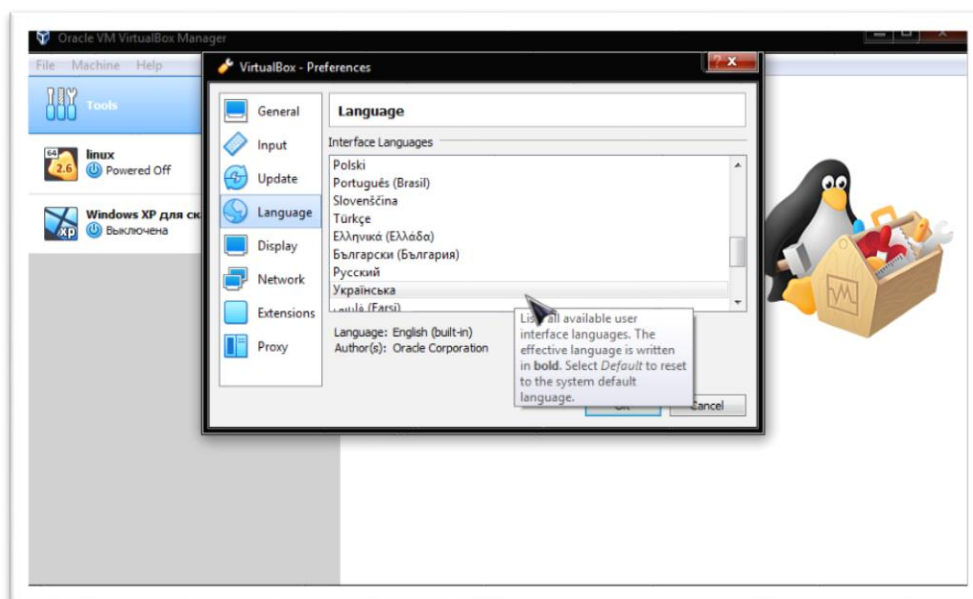 Oracle VM VirtualBox Manager
File Machine Help
Tools
64
2.6
linux
Powered Off
XP
Windows XP для ск
Выключена
VirtualBox - Preferences
General
Input
Update
Language
Display
Network
Extensions
Proxy
Language
Interface Languages
Polski
Português (Brasil)
Slovenščina
Türkçe
Ελληνικά (Ελλάδα)
Български (България)
Русский
Українська
(Farsi)
Language: English (built-in)
Author(s): Oracle Corporation
all available user
interface languages. The
effective language is written
in bold. Select Default to reset
to the system default
language.
Cancel